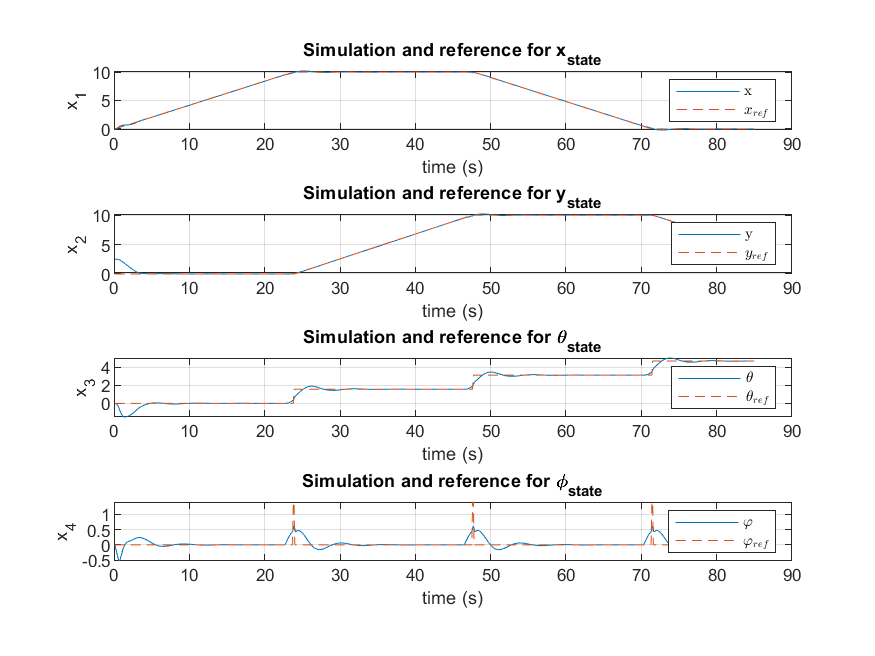 Simulation and reference for x_state
x_1
10
5
0
0 10 20 30 40 50 60 70 80 90
time (s)
x
x_ref
Simulation and reference for y_state
x_2
10
5
0
0 10 20 30 40 50 60 70 80 90
time (s)
y
y_ref
Simulation and reference for θ_state
x_3
4
2
0
0 10 20 30 40 50 60 70 80 90
time (s)
θ
θ_ref
Simulation and reference for ϕ_state
x_4
1
0.5
0
-0.5
0 10 20 30 40 50 60 70 80 90
time (s)
φ
φ_ref